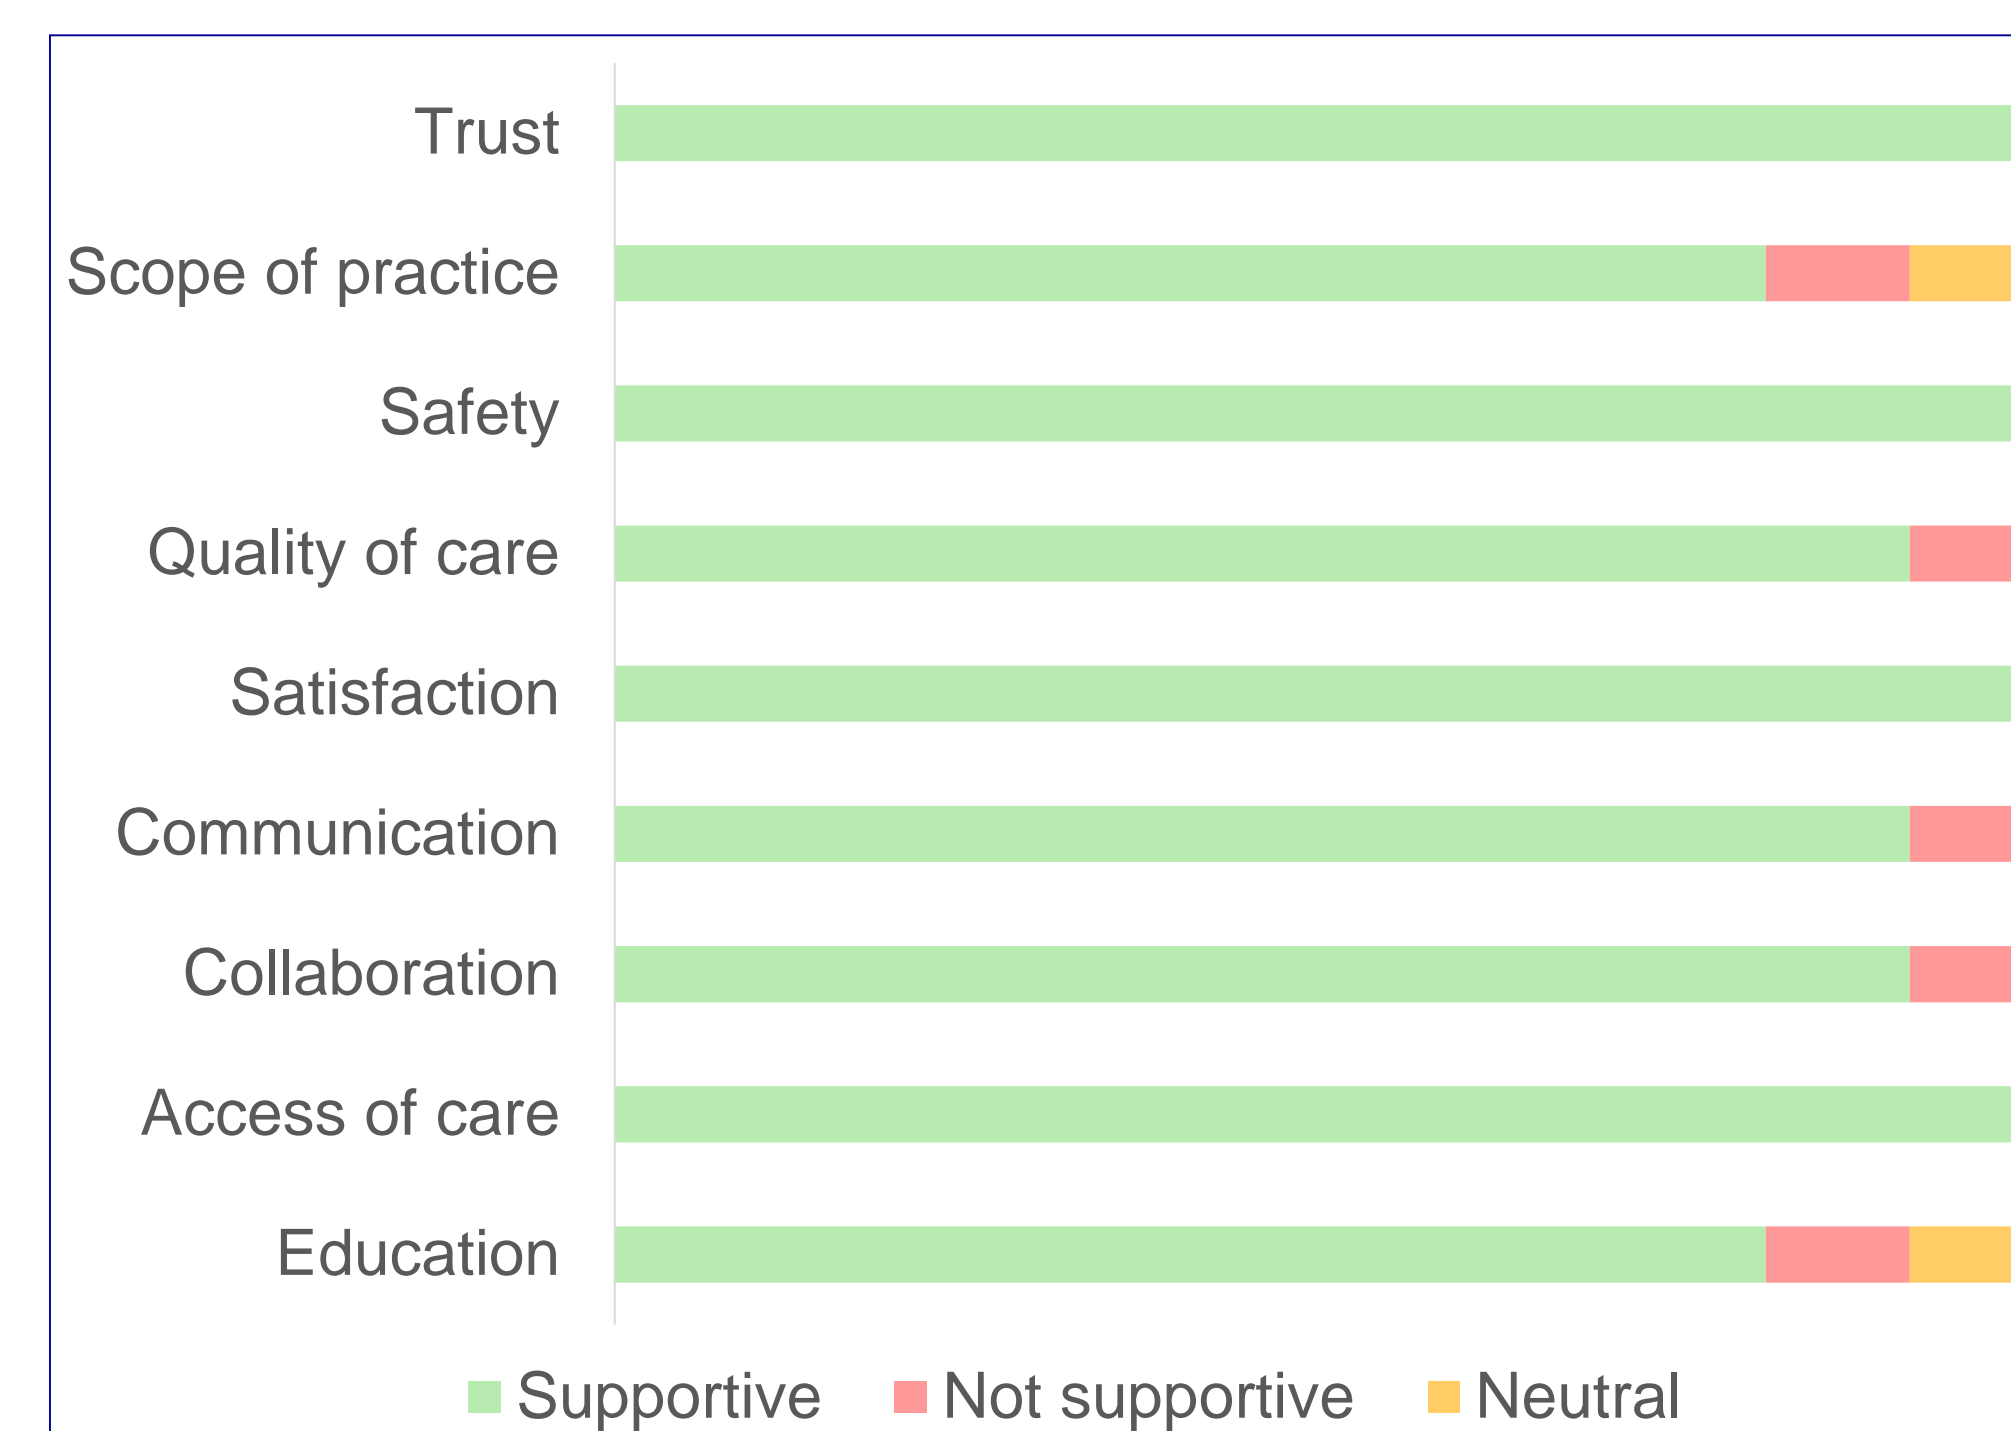 Trust
Scope of practice
Safety
Quality of care
Satisfaction
Communication
Collaboration
Access of care
Education
Supportive Not supportive Neutral